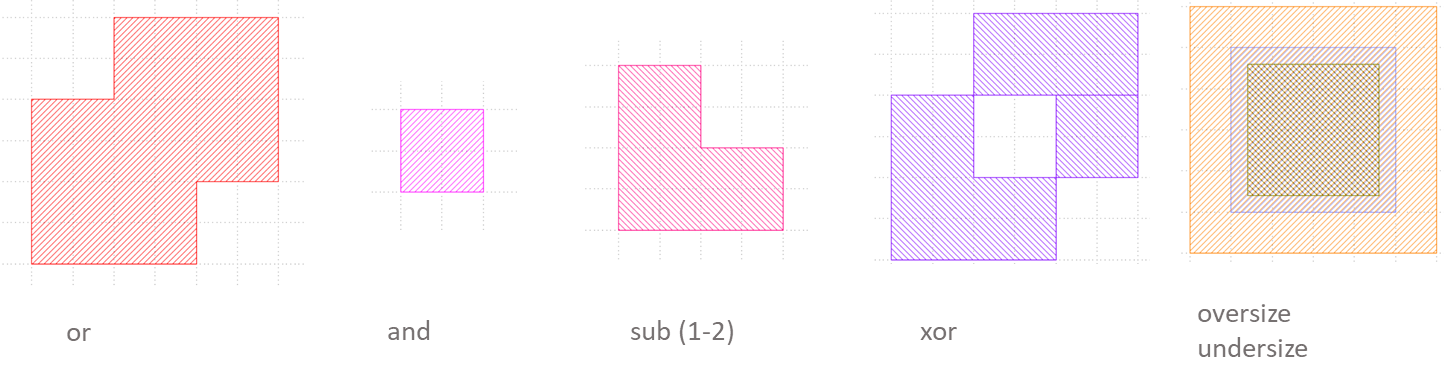 or
and
sub (1-2)
xor
oversize
undersize